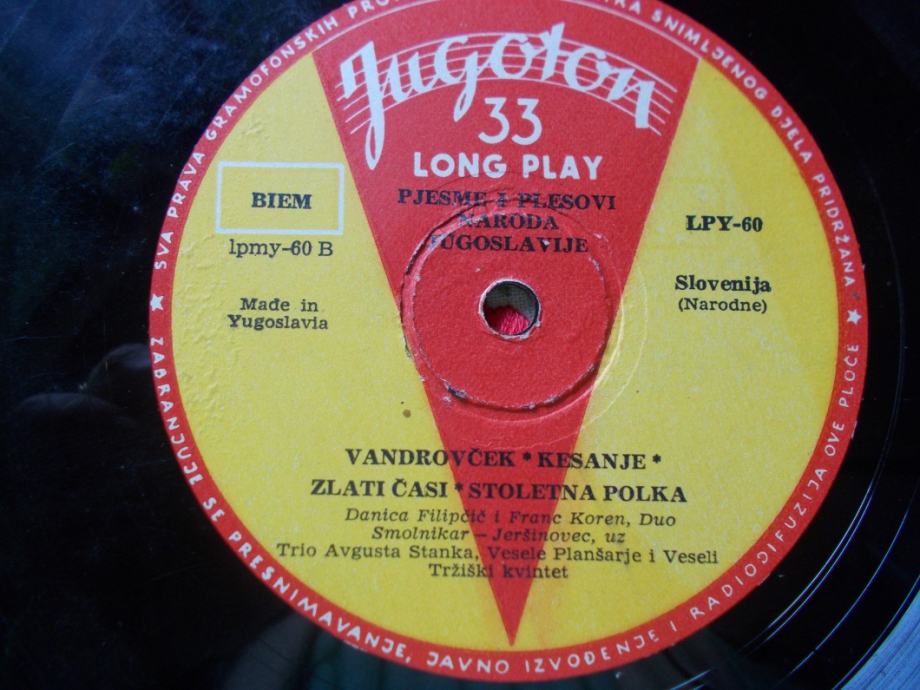 Jugoton
33
LONG PLAY
PJESME I PLESOVI
NARODA
JUGOSLAVIJE
BIEM
lpmy-60 B
Made in
Yugoslavia
LPY-60
Slovenija
(Narodne)
VANDROVČEK * KESANJE *
ZLATI ČASI * STOLETNA POLKA
Danica Filipčič i Franc Koren, Duo
Smolnikar – Jeršinovec, uz
Trio Avgusta Stanka, Vesele Planšarje i Veseli
Tržiški kvintet
★ SVA PRAVA GRAMOFONSKIH SNIMLJENOG DJELA PRIDRŽANA ★
ZABRANJUJE SE PRESNIMAVANJE, JAVNO IZVOĐENJE I RADIODIFUZIJA OVE PLOČE